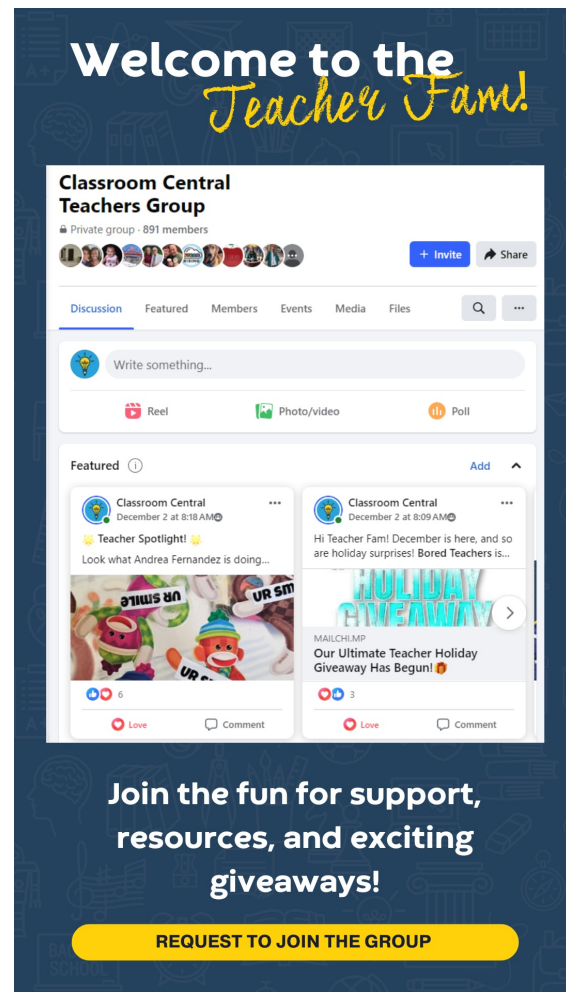 Welcome to the
Teacher Fam!
Classroom Central
Teachers Group
Private group · 891 members
+ Invite
Share
Discussion Featured Members Events Media Files
Write something...
Reel
Photo/video
Poll
Featured
Add
Classroom Central
December 2 at 8:18 AM
Teacher Spotlight!
Look what Andrea Fernandez is doing...
UR SM
UR
6
Love
Comment
Classroom Central
December 2 at 8:09 AM
Hi Teacher Fam! December is here, and so
are holiday surprises! Bored Teachers is...
HOLIDAY
GIVEAWAY
MAILCHI.MP
Our Ultimate Teacher Holiday
Giveaway Has Begun!
3
Love
Comment
Join the fun for support,
resources, and exciting
giveaways!
REQUEST TO JOIN THE GROUP
A+
SCHOOL